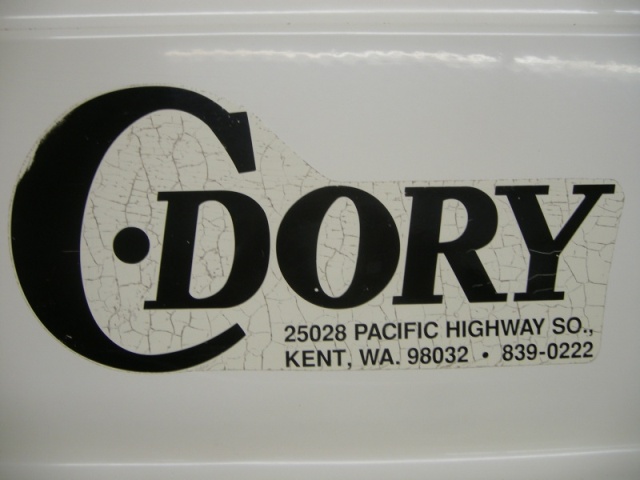 C·DORY
25028 PACIFIC HIGHWAY SO.,
KENT, WA. 98032 • 839-0222